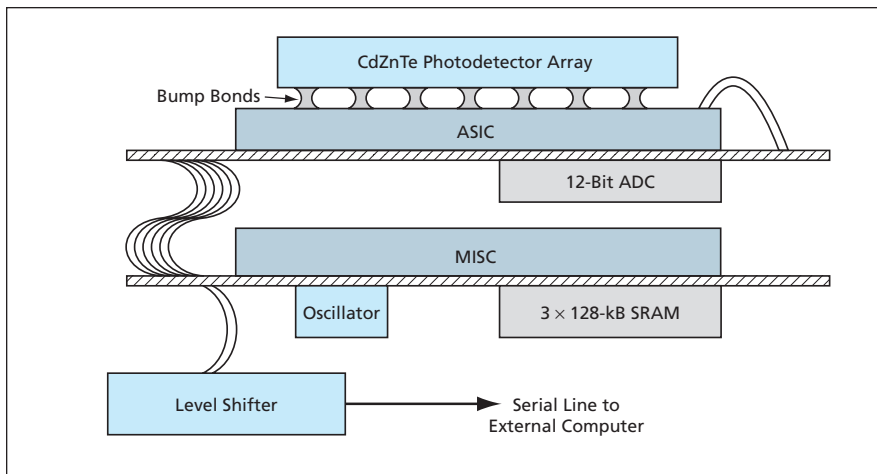 CdZnTe Photodetector Array
Bump Bonds
ASIC
12-Bit ADC
MISC
Oscillator
3 × 128-kB SRAM
Level Shifter
Serial Line to
External Computer